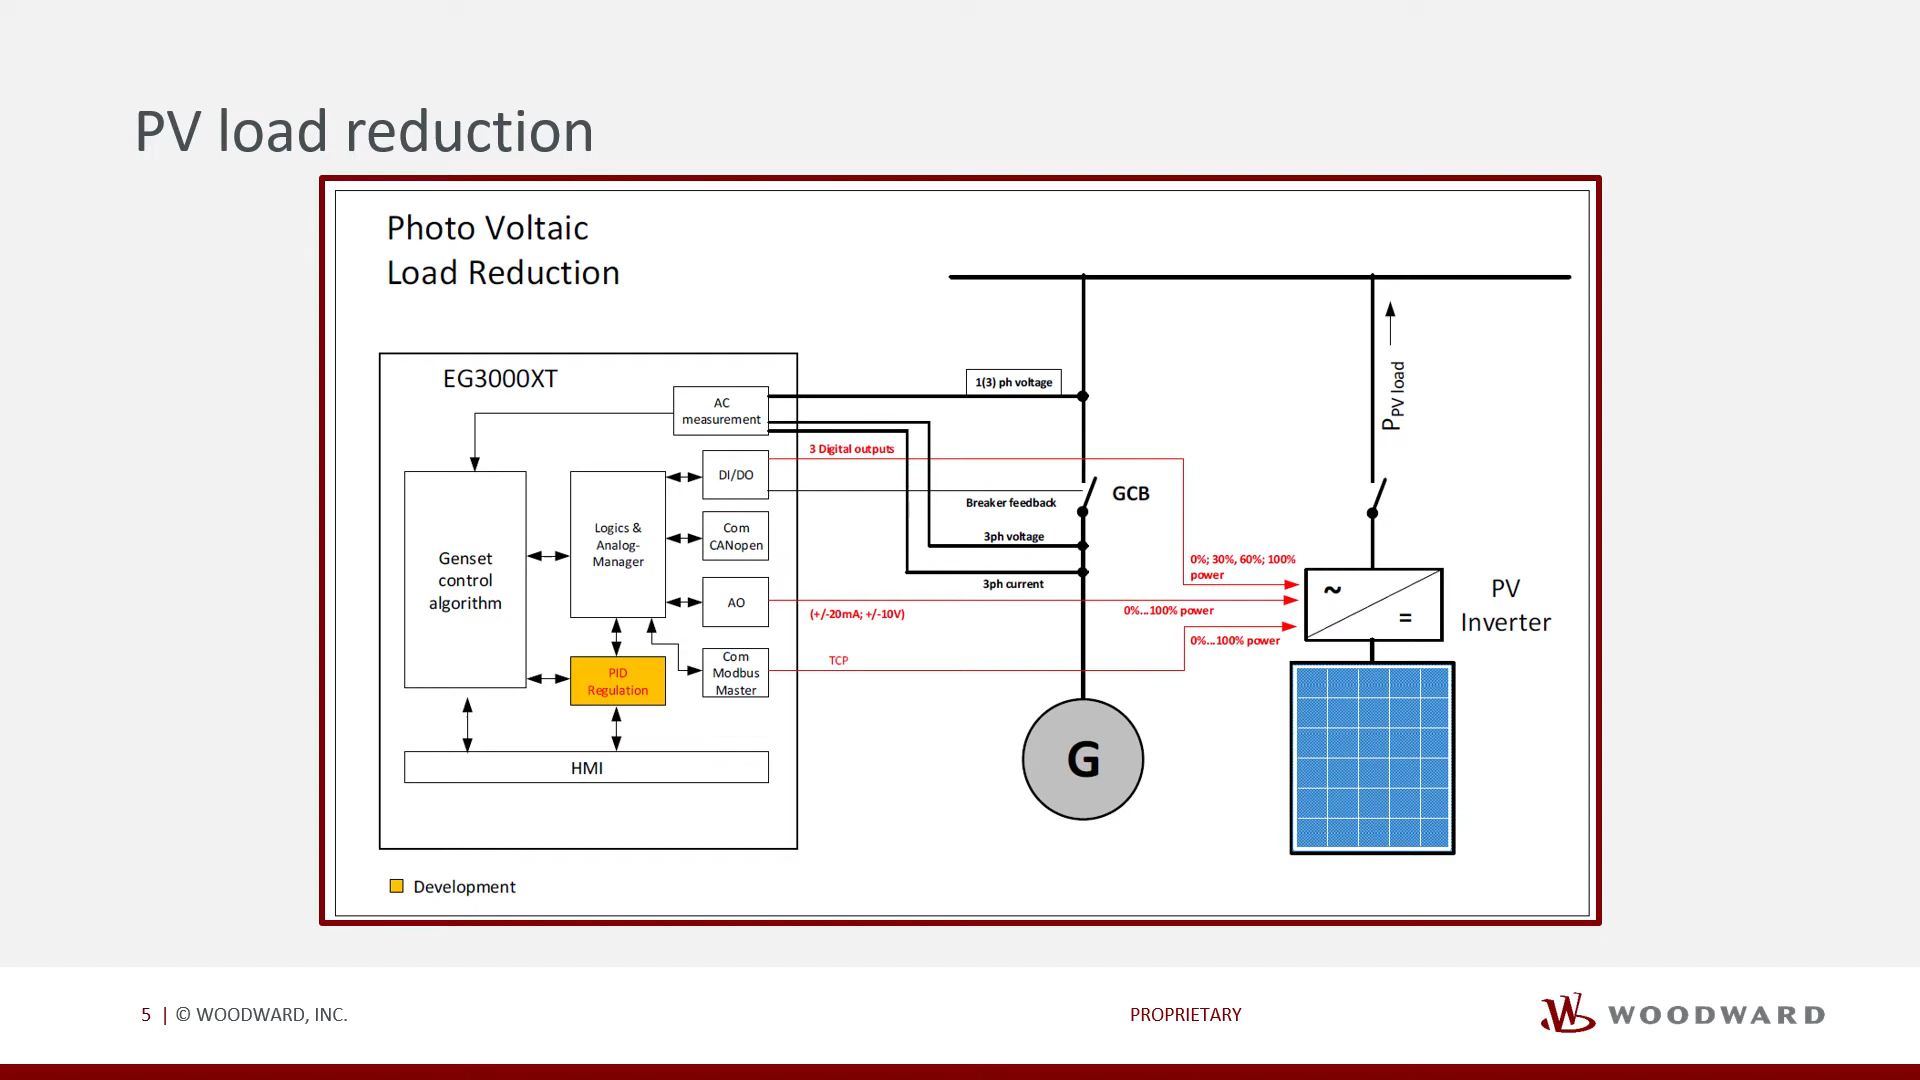 PV load reduction
Photo Voltaic
Load Reduction
EG3000XT
AC
measurement
1(3) ph voltage
3 Digital outputs
DI/DO
Breaker feedback
GCB
P PV load
Logics &
Analog-
Manager
Com
CANopen
3ph voltage
3ph current
Genset
control
algorithm
AO
(+/-20mA; +/-10V)
0%; 30%, 60%; 100%
power
0%...100% power
0%...100% power
~
=
PV
Inverter
PID
Regulation
Com
Modbus
Master
TCP
HMI
G
Development
5 | © WOODWARD, INC.
PROPRIETARY
W WOODWARD